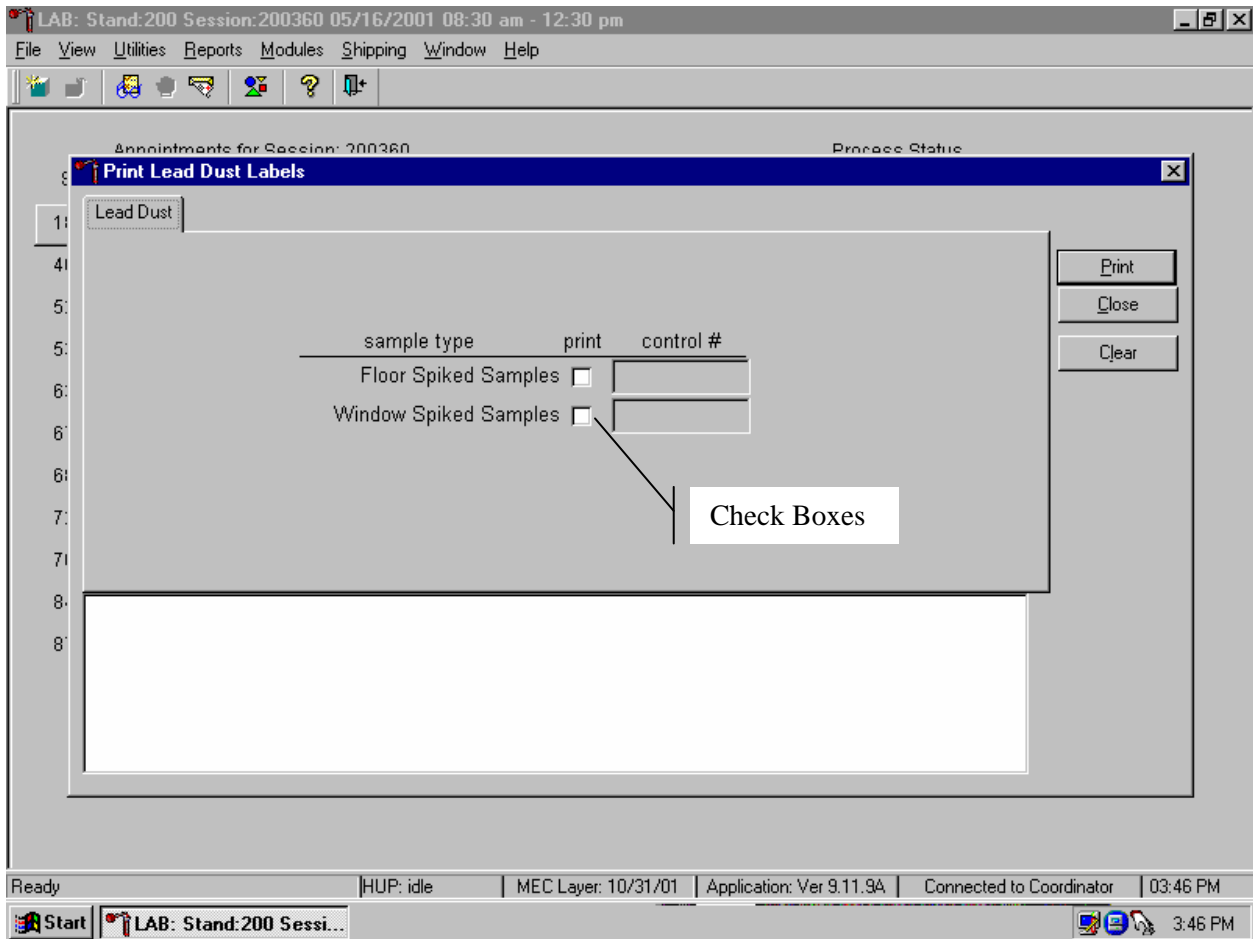 LAB: Stand:200 Session:200360 05/16/2001 08:30 am - 12:30 pm
File View Utilities Reports Modules Shipping Window Help
Appointments for Session: 200360 Process Status
Print Lead Dust Labels
Lead Dust
Print
Close
Clear
sample type print control #
Floor Spiked Samples
Window Spiked Samples
Check Boxes
Ready HUP: idle MEC Layer: 10/31/01 Application: Ver 9.11.9A Connected to Coordinator 03:46 PM
Start LAB: Stand:200 Sessi... 3:46 PM